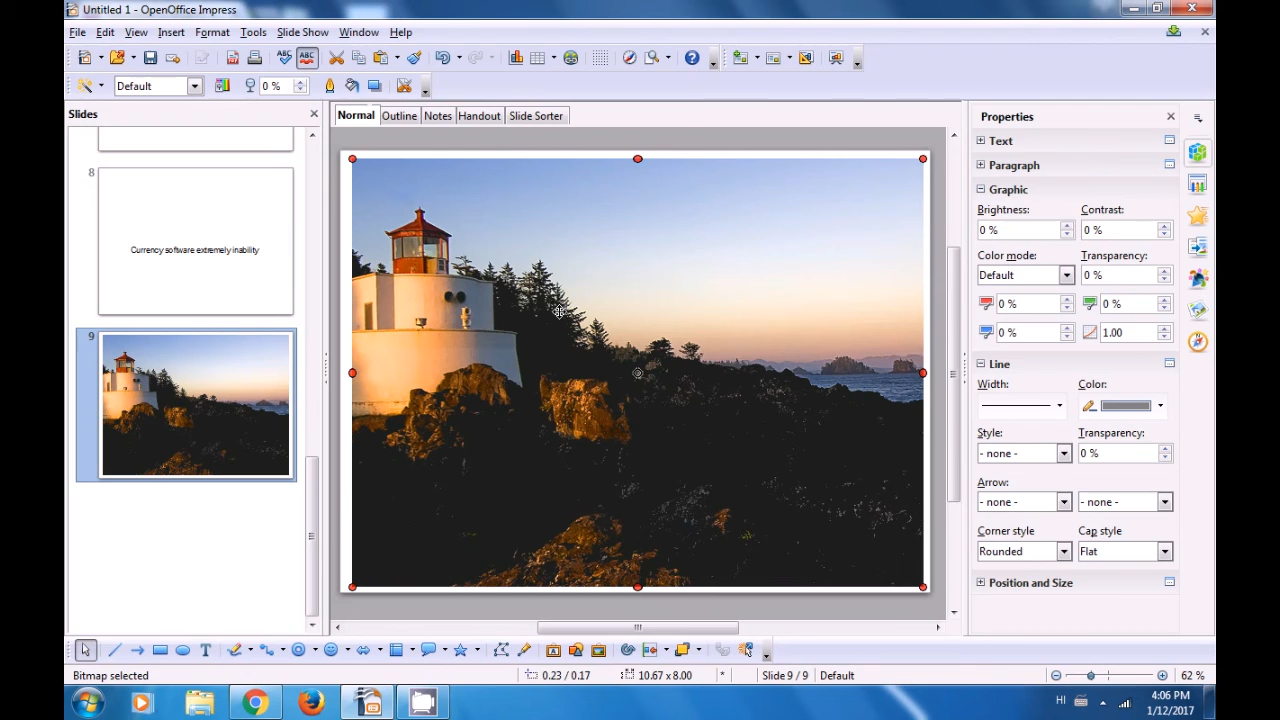 Untitled 1 - OpenOffice Impress
File Edit View Insert Format Tools Slide Show Window Help
Default 0 %
Slides
Normal Outline Notes Handout Slide Sorter
Properties
Text
Paragraph
Graphic
Brightness: Contrast:
0 % 0 %
Color mode: Transparency:
Default 0 %
0 % 0 %
0 % 1.00
Line
Width: Color:
Style: Transparency:
- none - 0 %
Arrow:
- none - - none -
Corner style Cap style
Rounded Flat
Position and Size
8
Currency software extremely inability
9
Bitmap selected 0.23 / 0.17 10.67 x 8.00 * Slide 9 / 9 Default 62 %
HI 4:06 PM
1/12/2017